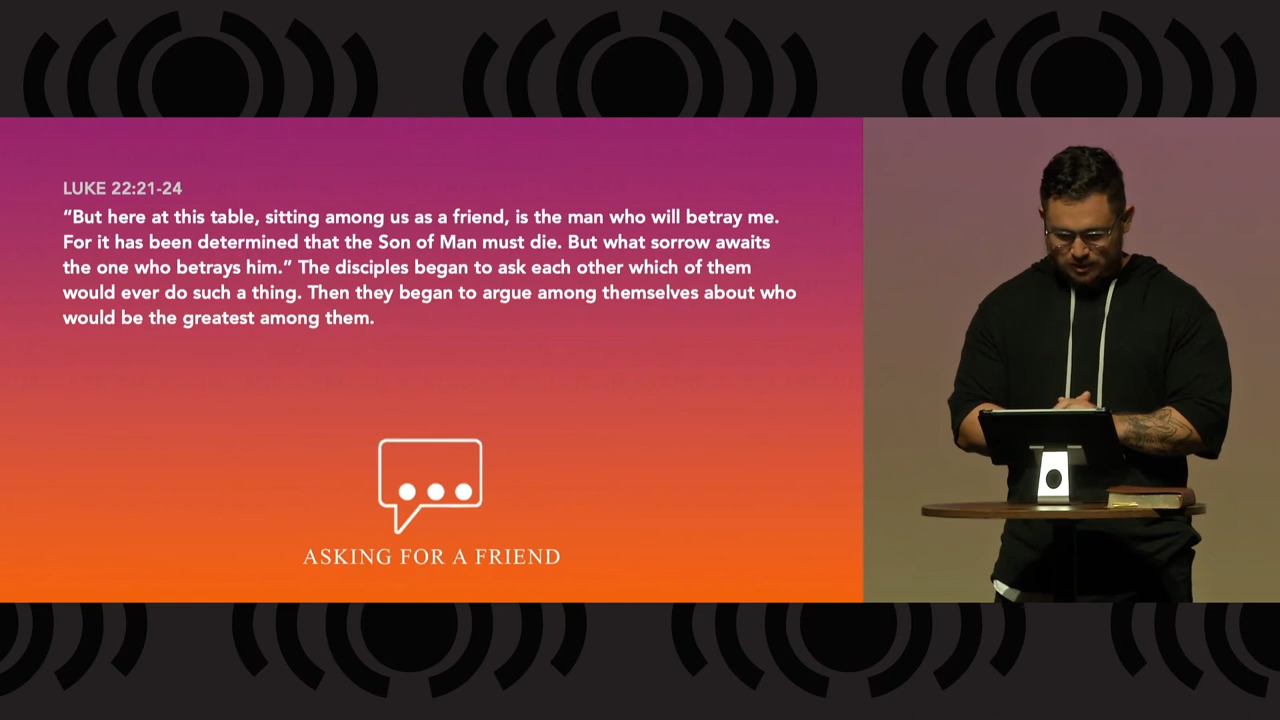 LUKE 22:21-24
“But here at this table, sitting among us as a friend, is the man who will betray me.
For it has been determined that the Son of Man must die. But what sorrow awaits
the one who betrays him.” The disciples began to ask each other which of them
would ever do such a thing. Then they began to argue among themselves about who
would be the greatest among them.
ASKING FOR A FRIEND